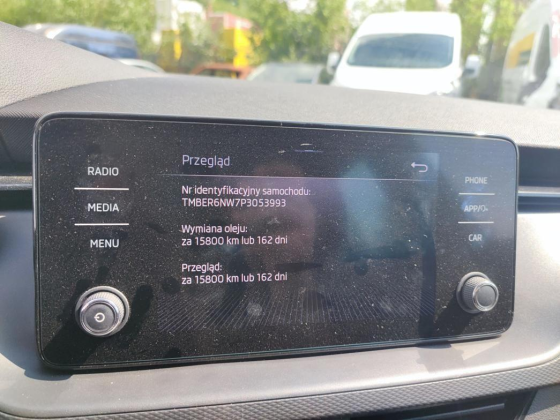 Przegląd
RADIO
MEDIA
MENU
Nr identyfikacyjny samochodu:
TMBER6NW7P3053993
Wymiana oleju:
za 15800 km lub 162 dni
Przegląd:
za 15800 km lub 162 dni
PHONE
APP/
CAR